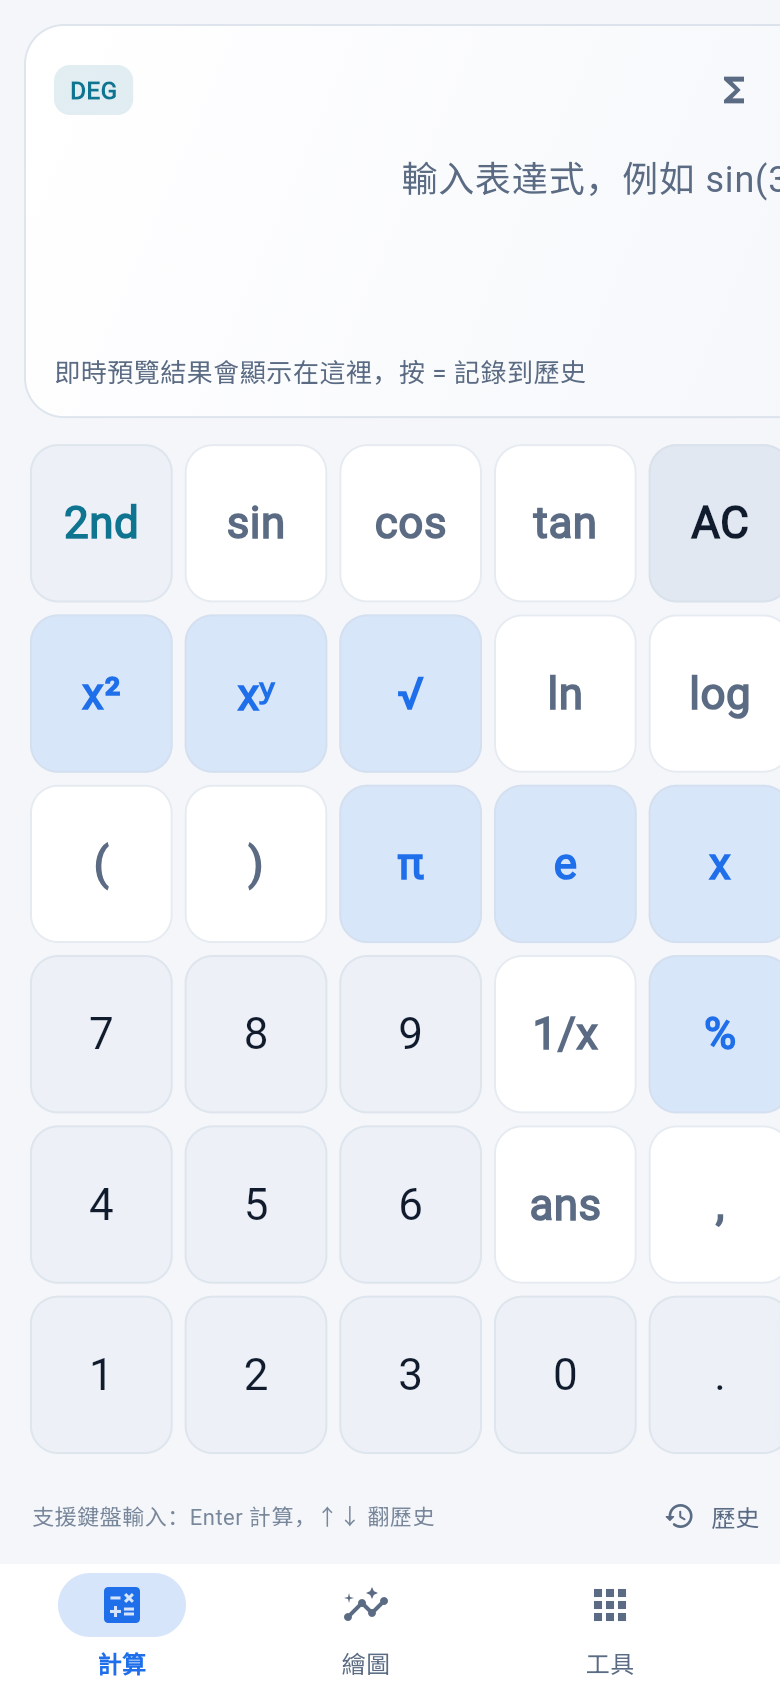 DEG Σ
輸入表達式，例如 sin(3
即時預覽結果會顯示在這裡，按 = 記錄到歷史
2nd sin cos tan AC
x² xʸ √ ln log
( ) π e x
7 8 9 1/x %
4 5 6 ans ,
1 2 3 0 .
支援鍵盤輸入：Enter 計算，↑↓ 翻歷史 歷史
計算 繪圖 工具